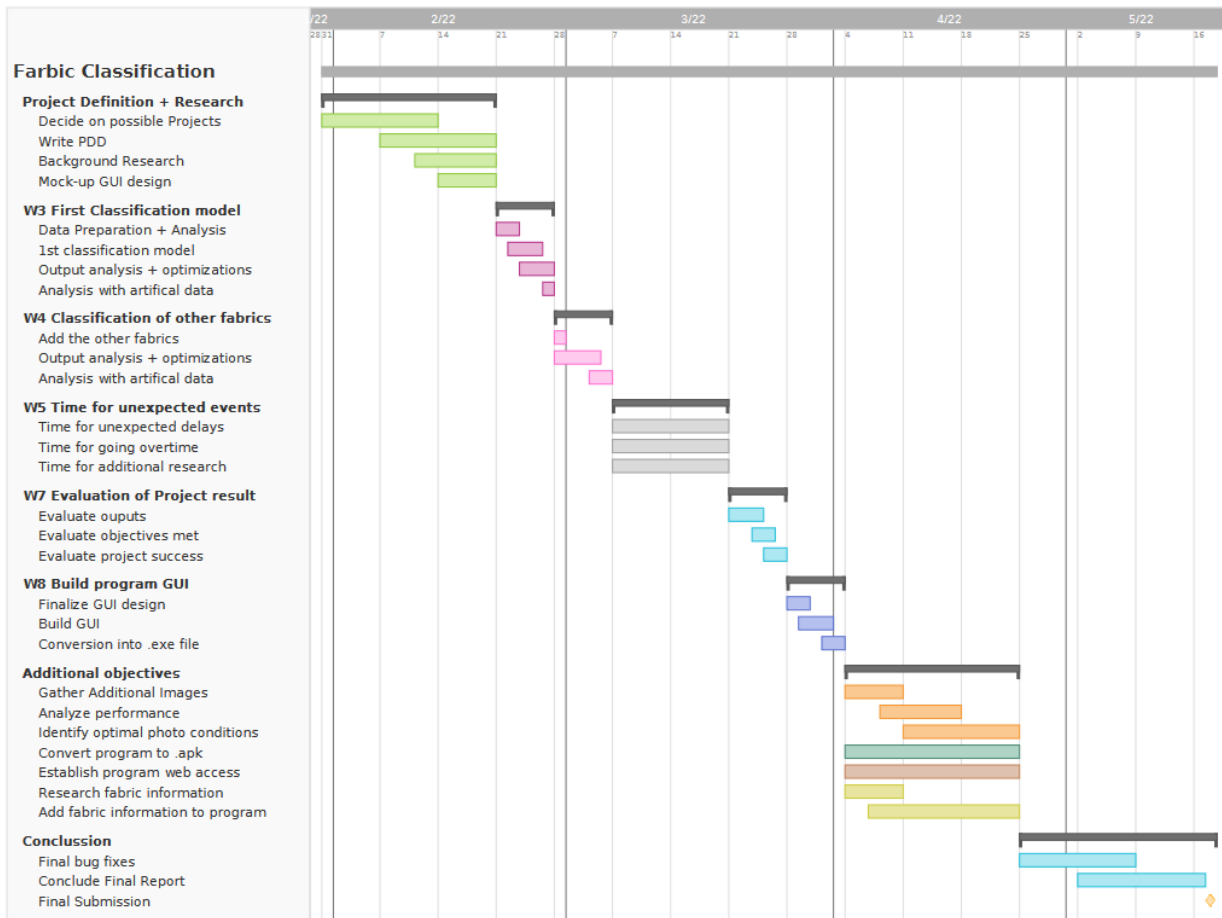 /22 2/22 3/22 4/22 5/22
28 31 7 14 21 28 7 14 21 28 4 11 18 25 2 9 16
Farbic Classification
Project Definition + Research
Decide on possible Projects
Write PDD
Background Research
Mock-up GUI design
W3 First Classification model
Data Preparation + Analysis
1st classification model
Output analysis + optimizations
Analysis with artifical data
W4 Classification of other fabrics
Add the other fabrics
Output analysis + optimizations
Analysis with artifical data
W5 Time for unexpected events
Time for unexpected delays
Time for going overtime
Time for additional research
W7 Evaluation of Project result
Evaluate ouputs
Evaluate objectives met
Evaluate project success
W8 Build program GUI
Finalize GUI design
Build GUI
Conversion into .exe file
Additional objectives
Gather Additional Images
Analyze performance
Identify optimal photo conditions
Convert program to .apk
Establish program web access
Research fabric information
Add fabric information to program
Conclussion
Final bug fixes
Conclude Final Report
Final Submission